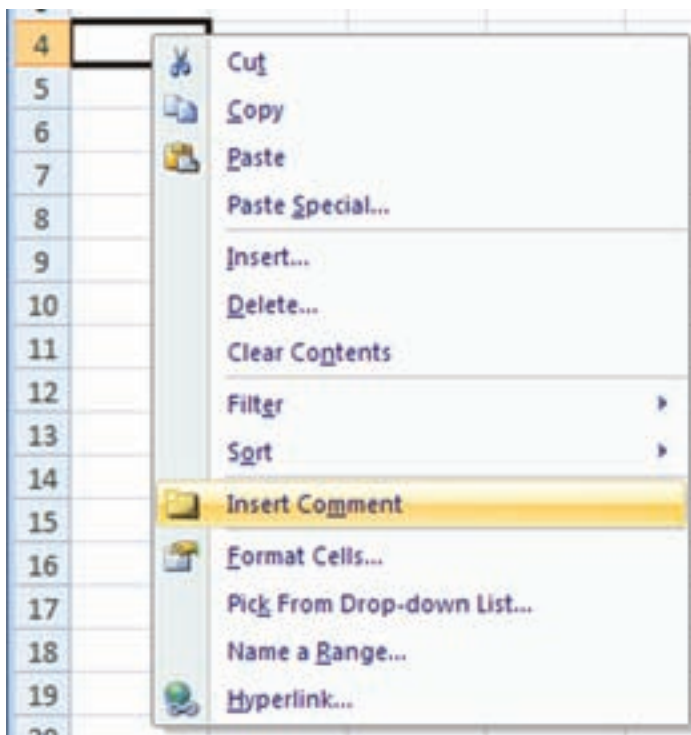 4
Cut
5
Copy
6
Paste
7
Paste Special...
8
9
Insert...
10
Delete...
11
Clear Contents
12
Filter
13
Sort
14
Insert Comment
15
16
Format Cells...
17
Pick From Drop-down List...
18
Name a Range...
19
Hyperlink...